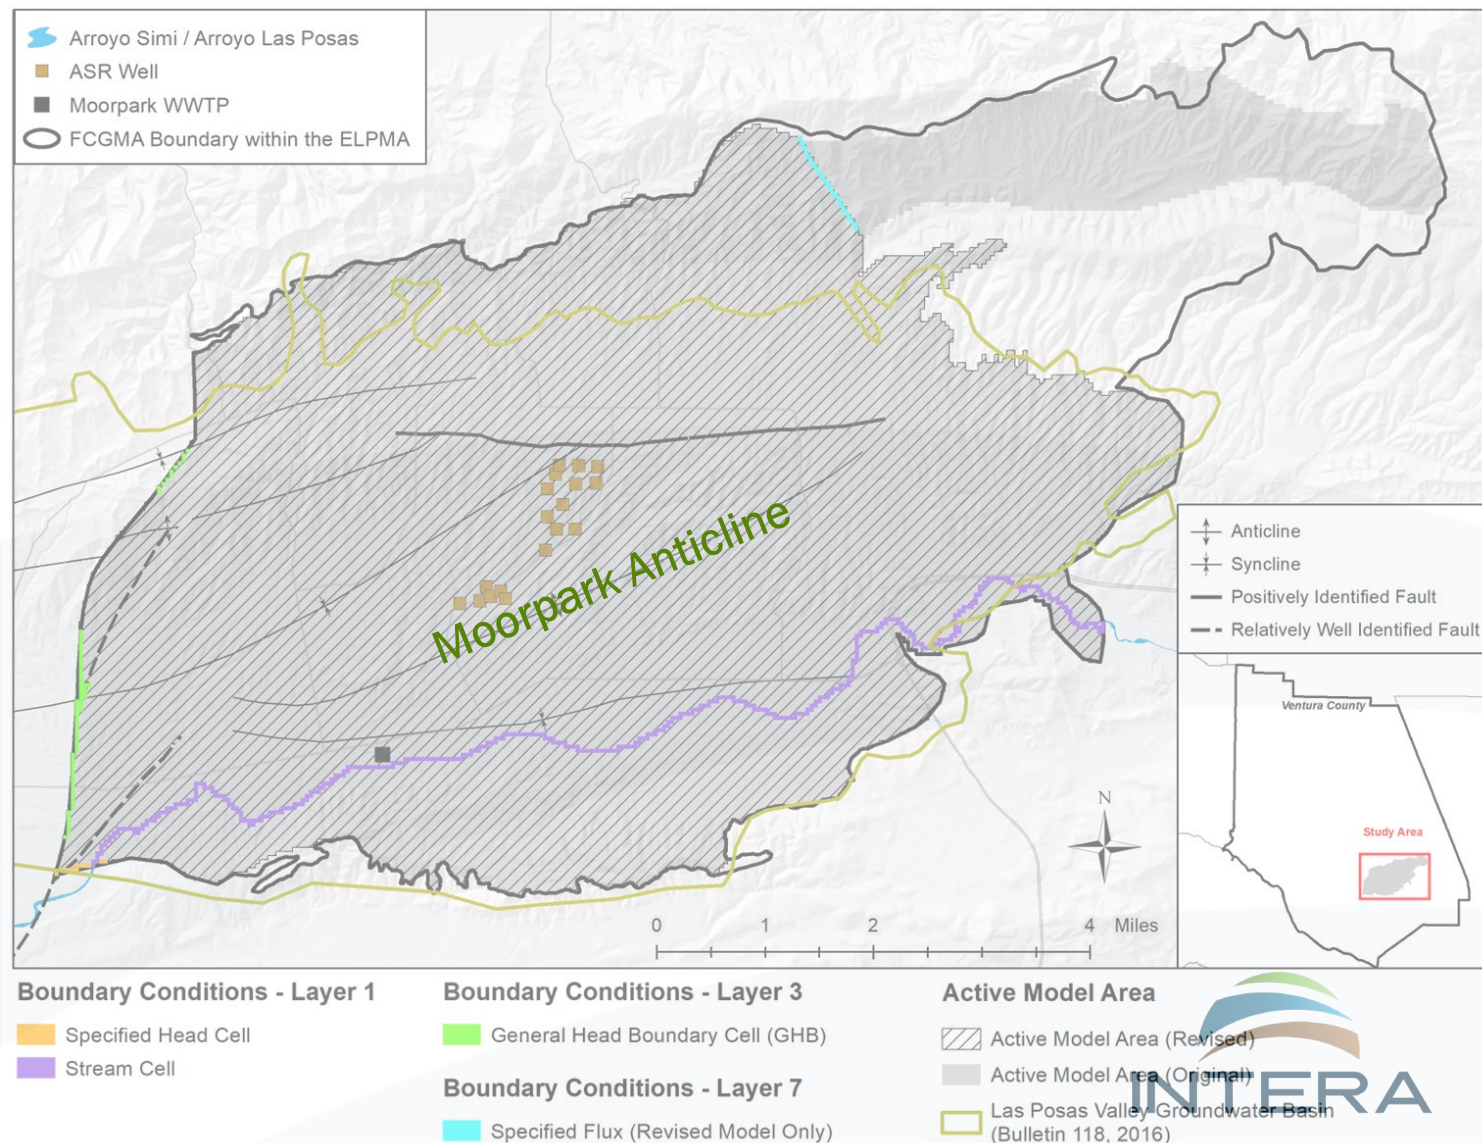 Arroyo Simi / Arroyo Las Posas
ASR Well
Moorpark WWTP
FCGMA Boundary within the ELPMA
Moorpark Anticline
Anticline
Syncline
Positively Identified Fault
Relatively Well Identified Fault
Ventura County
Study Area
N
0 1 2 4 Miles
Boundary Conditions - Layer 1
Specified Head Cell
Stream Cell
Boundary Conditions - Layer 3
General Head Boundary Cell (GHB)
Boundary Conditions - Layer 7
Specified Flux (Revised Model Only)
Active Model Area
Active Model Area (Revised)
Active Model Area (Original)
Las Posas Valley Groundwater Basin
(Bulletin 118, 2016)
INTERA